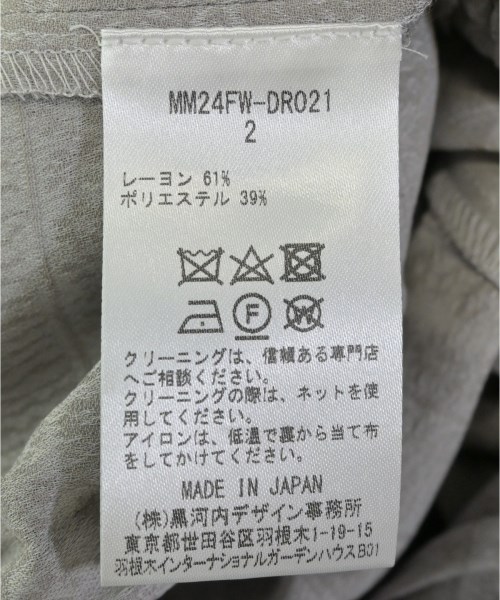 MM24FW-DR021
2
レーヨン 61%
ポリエステル 39%
F
W
クリーニングは、信頼ある専門店
へご相談ください。
クリーニングの際は、ネットを使
用してください。
アイロンは、低温で裏から当て布
をしてかけてください。
MADE IN JAPAN
(株)黒河内デザイン事務所
東京都世田谷区羽根木1-19-15
羽根木インターナショナルガーデンハウスB01